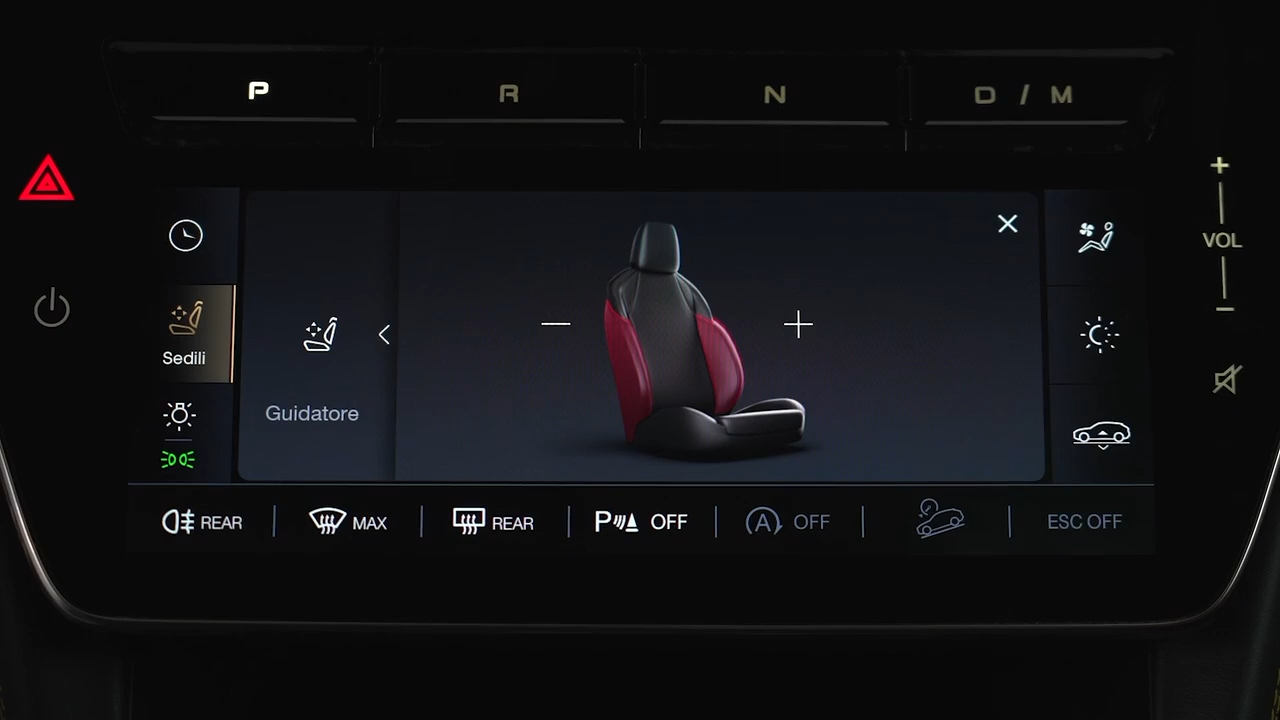 P
R
N
D / M
+
VOL
−
Sedili
Guidatore
REAR
MAX
REAR
P OFF
A OFF
ESC OFF